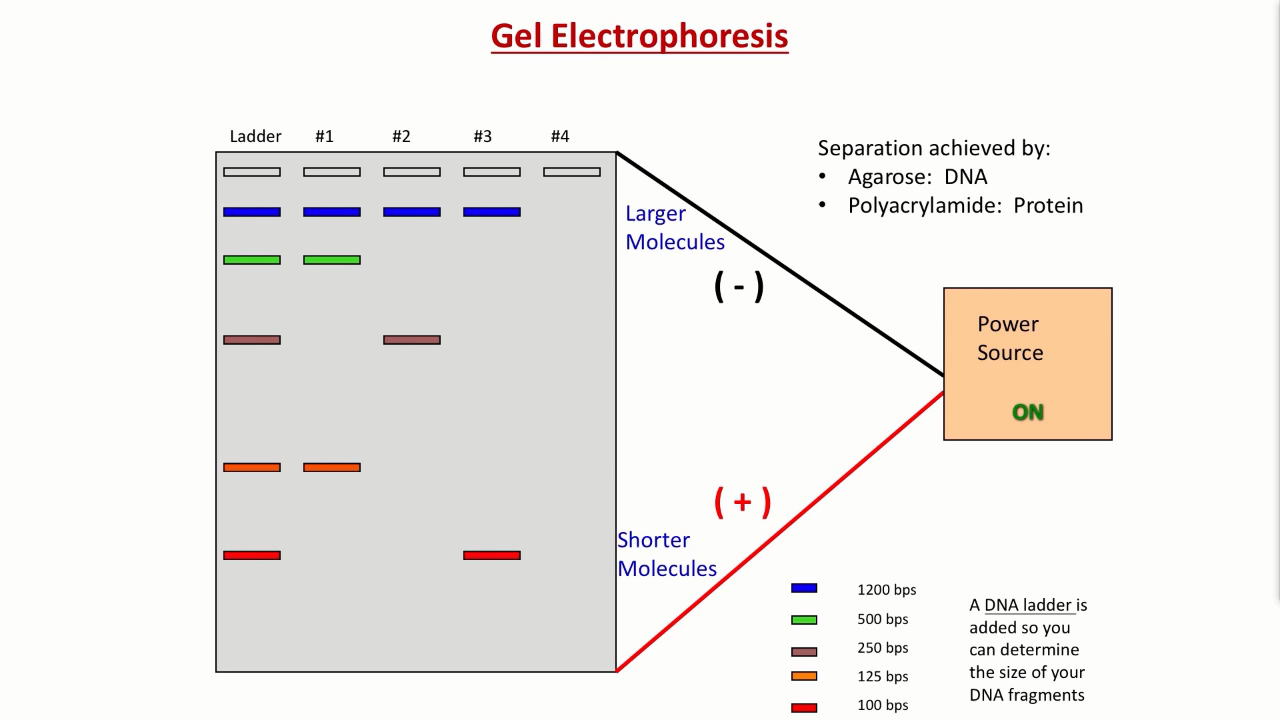 Gel Electrophoresis
Ladder #1 #2 #3 #4
Separation achieved by:
• Agarose: DNA
• Polyacrylamide: Protein
Larger
Molecules
( - )
Power
Source
ON
( + )
Shorter
Molecules
1200 bps
500 bps
250 bps
125 bps
100 bps
A DNA ladder is
added so you
can determine
the size of your
DNA fragments